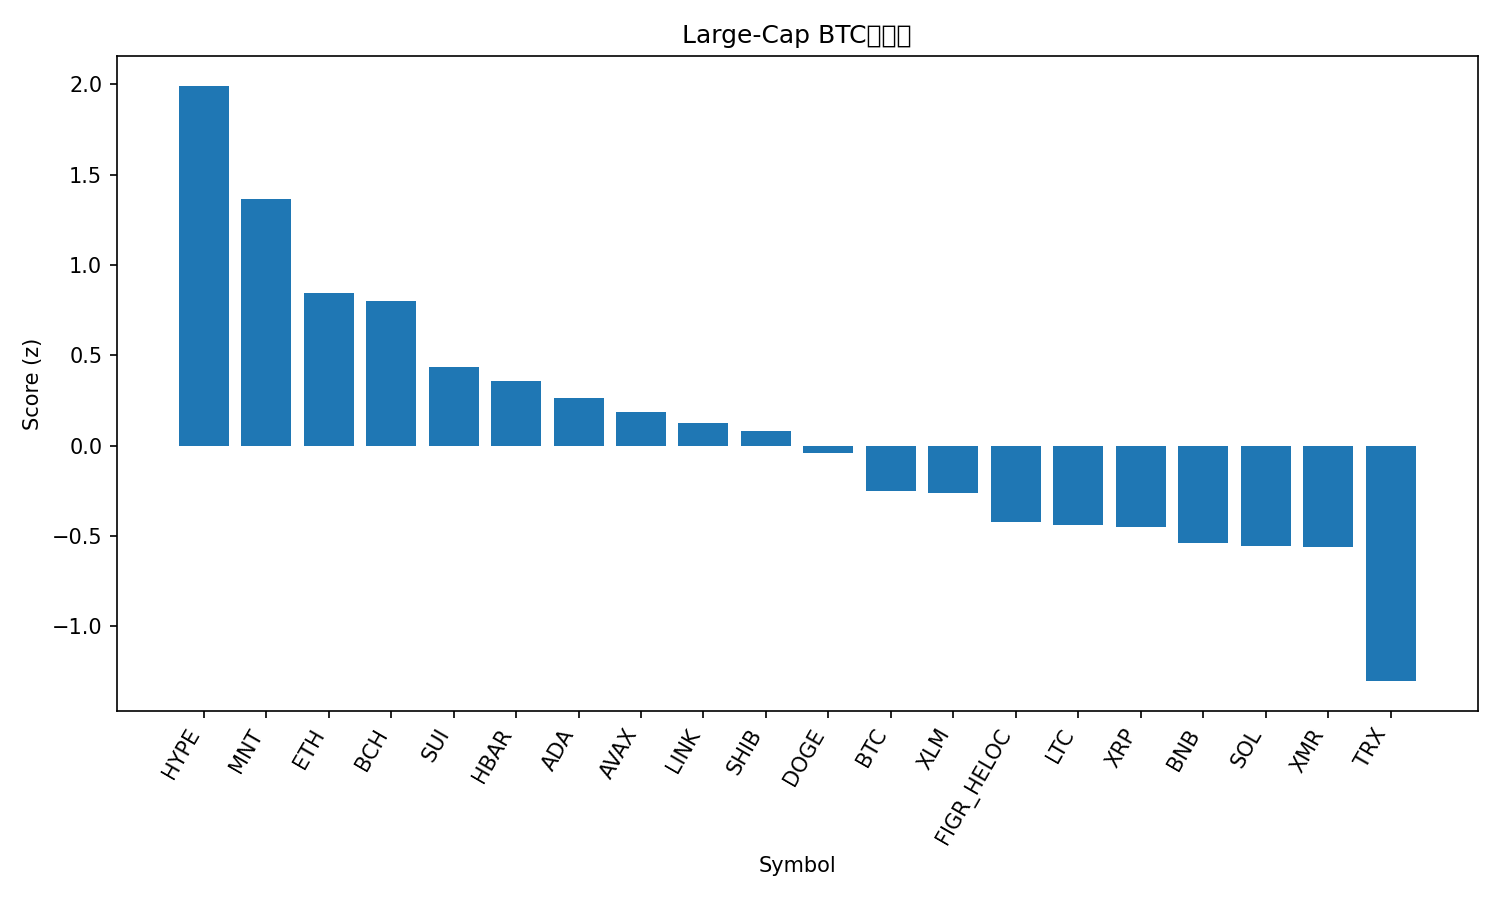 Large-Cap BTC
2.0
1.5
1.0
0.5
0.0
−0.5
−1.0
Score (z)
HYPE
MNT
ETH
BCH
SUI
HBAR
ADA
AVAX
LINK
SHIB
DOGE
BTC
XLM
FIGR_HELOC
LTC
XRP
BNB
SOL
XMR
TRX
Symbol